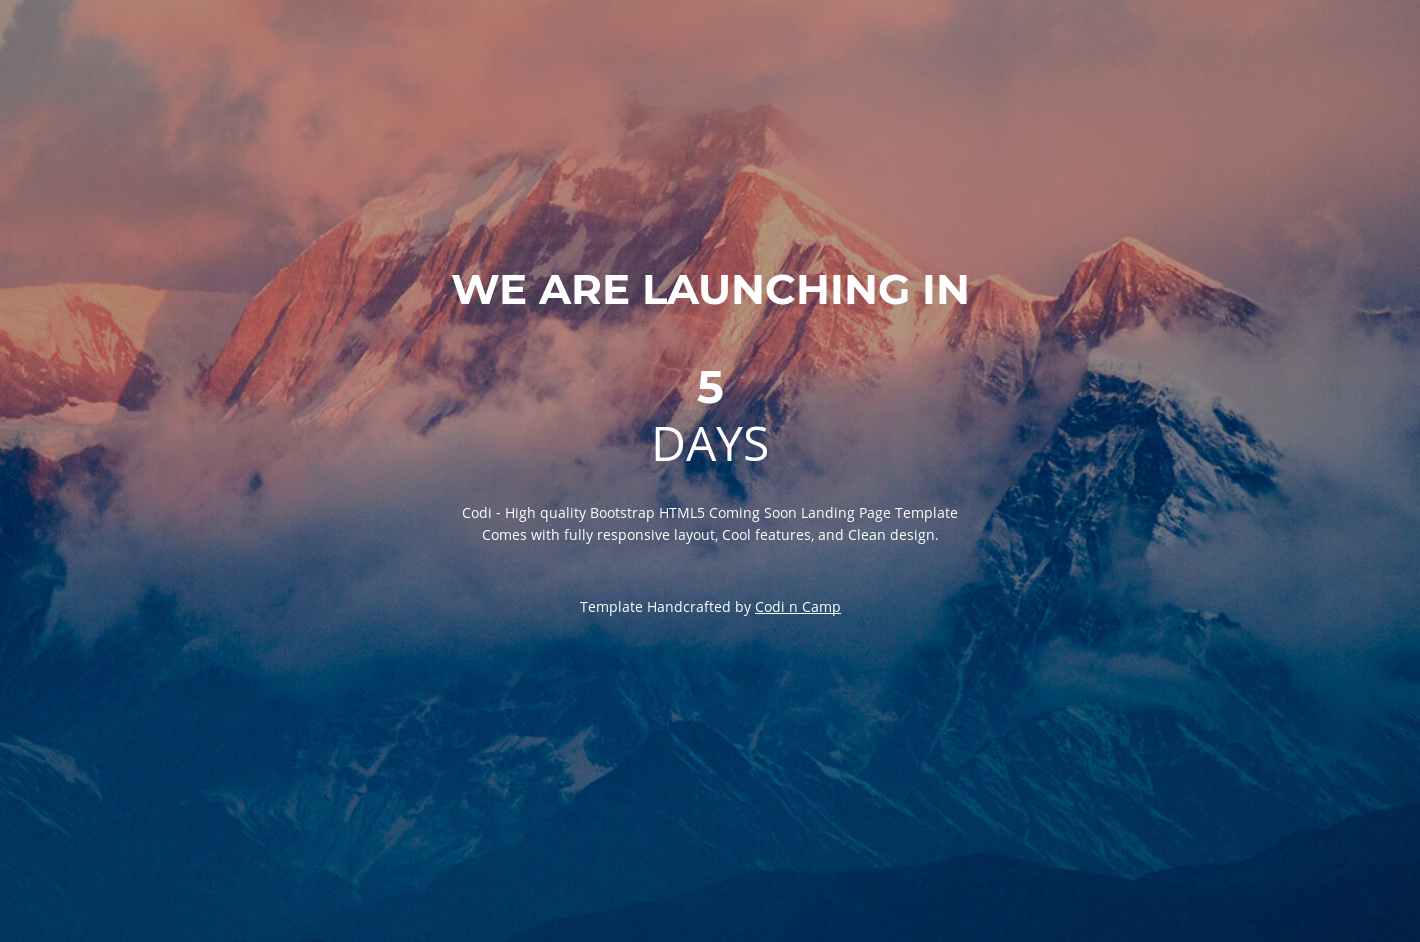 WE ARE LAUNCHING IN
5
DAYS
Codi - High quality Bootstrap HTML5 Coming Soon Landing Page Template
Comes with fully responsive layout, Cool features, and Clean design.
Template Handcrafted by Codi n Camp